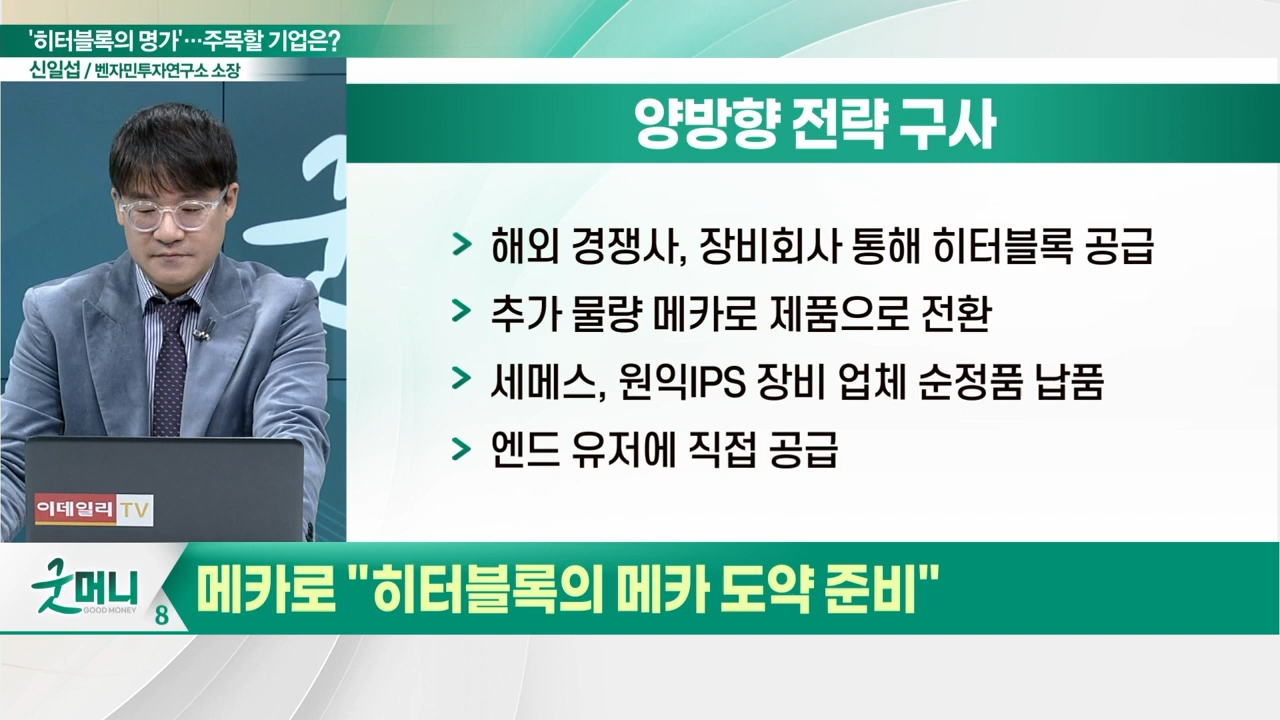 '히터블록의 명가'…주목할 기업은?
신일섭 / 벤자민투자연구소 소장
양방향 전략 구사
> 해외 경쟁사, 장비회사 통해 히터블록 공급
> 추가 물량 메카로 제품으로 전환
> 세메스, 원익IPS 장비 업체 순정품 납품
> 엔드 유저에 직접 공급
이데일리 TV
굿머니
GOOD MONEY
8
메카로 "히터블록의 메카 도약 준비"